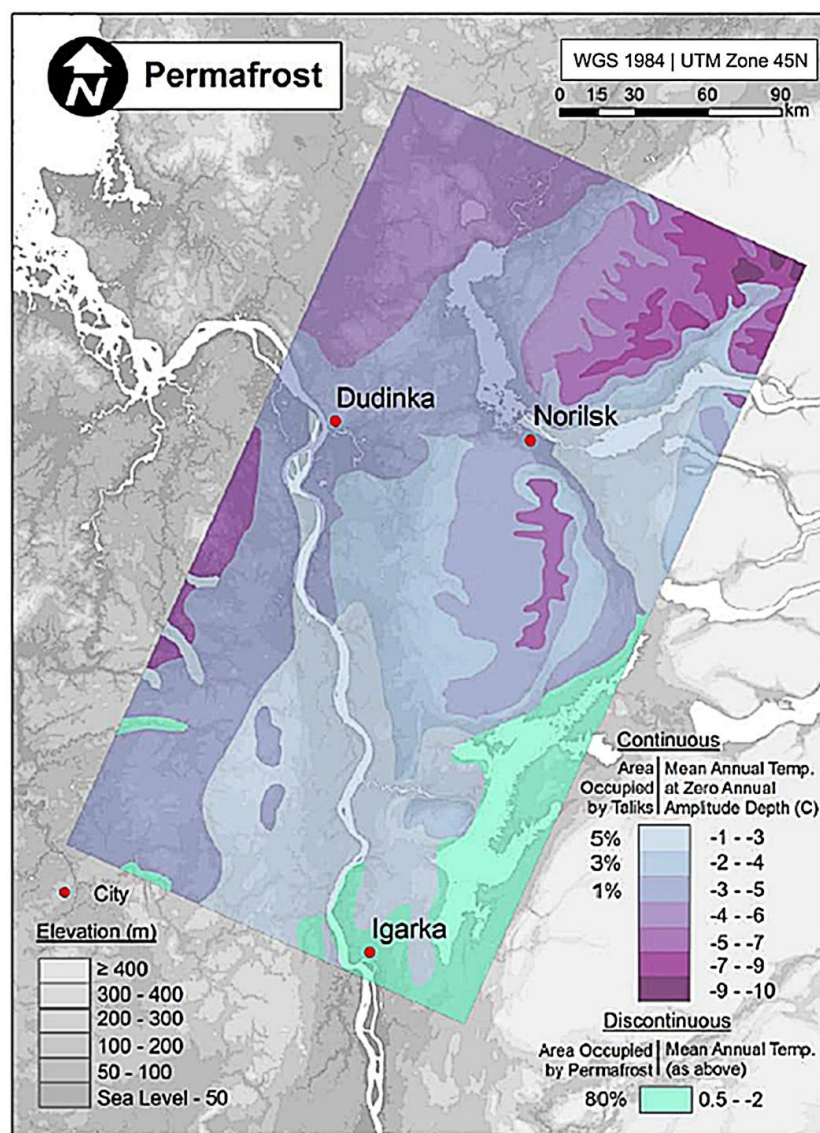 N
Permafrost
WGS 1984 | UTM Zone 45N
0 15 30 60 90
km
Dudinka
Norilsk
Igarka
City
Elevation (m)
≥ 400
300 - 400
200 - 300
100 - 200
50 - 100
Sea Level - 50
Continuous
Area Occupied by Taliks | Mean Annual Temp. at Zero Annual Amplitude Depth (C)
5% -1 - -3
3% -2 - -4
1% -3 - -5
-4 - -6
-5 - -7
-7 - -9
-9 - -10
Discontinuous
Area Occupied by Permafrost | Mean Annual Temp. (as above)
80% 0.5 - -2